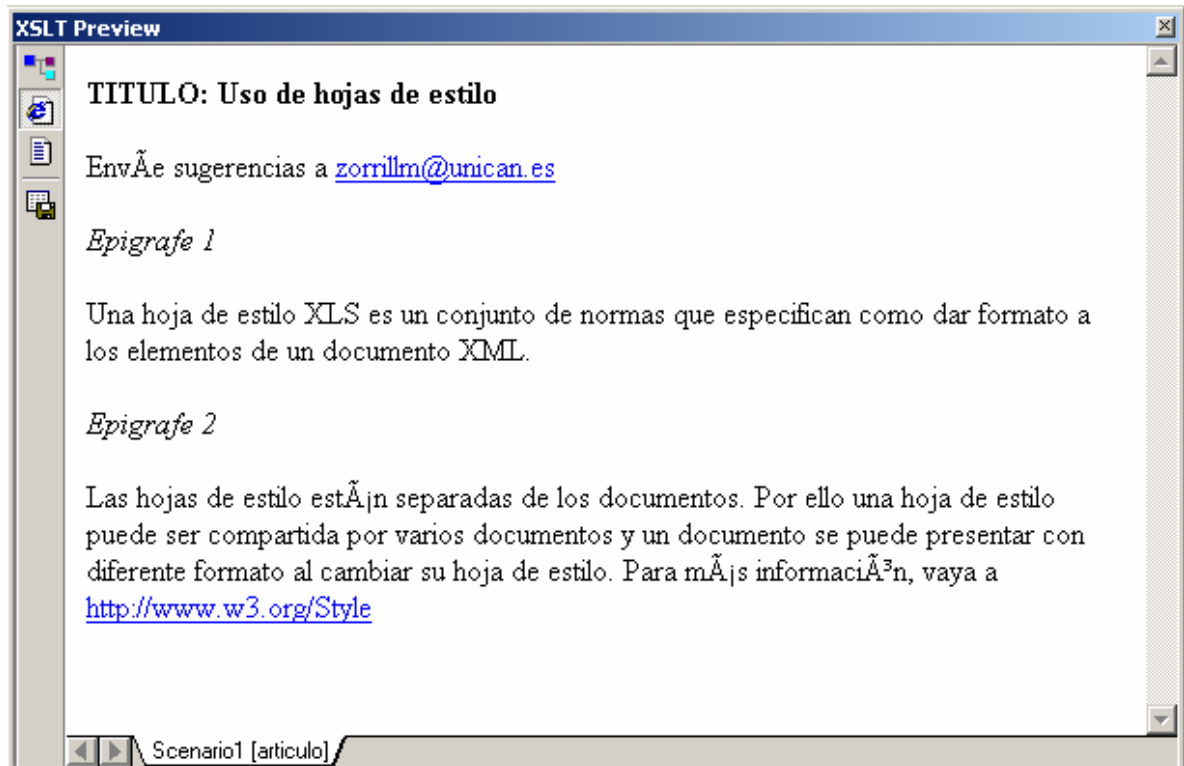 XSLT Preview
TITULO: Uso de hojas de estilo
EnvÃe sugerencias a zorrillm@unican.es
Epigrafe 1
Una hoja de estilo XLS es un conjunto de normas que especifican como dar formato a
los elementos de un documento XML.
Epigrafe 2
Las hojas de estilo estÃ¡n separadas de los documentos. Por ello una hoja de estilo
puede ser compartida por varios documentos y un documento se puede presentar con
diferente formato al cambiar su hoja de estilo. Para mÃ¡s informaciÃ³n, vaya a
http://www.w3.org/Style
Scenario1 [articulo]